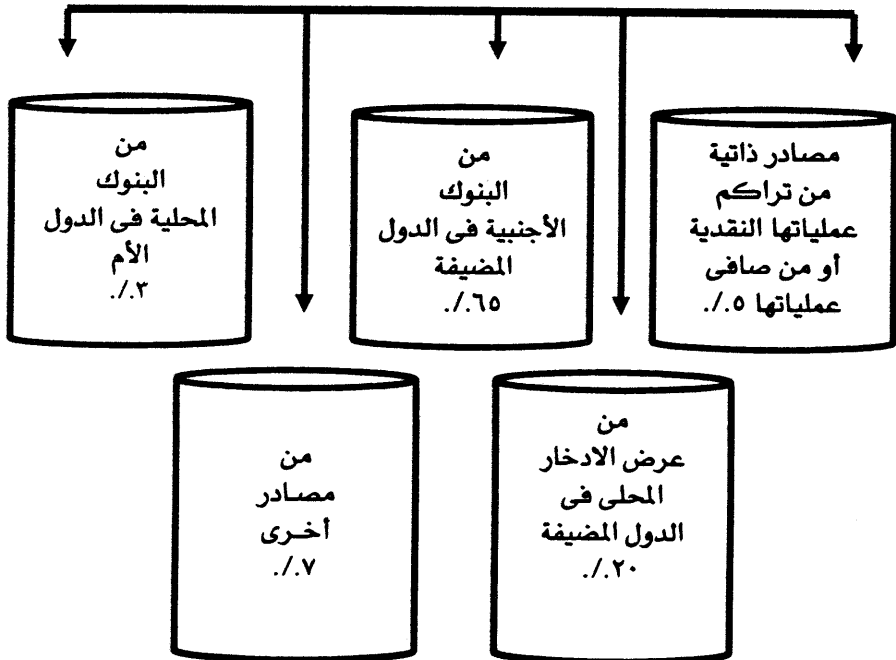 مصادر ذاتية
من تراكم
عملياتها النقدية
أو من صافى
عملياتها ٥./.
من
البنوك
الأجنبية فى الدول
المضيفة
٦٥./.
من
البنوك
المحلية فى الدول
الأم
٣./.
من
عرض الادخار
المحلى فى
الدول المضيفة
٢٠./.
من
مصادر
أخرى
٧./.